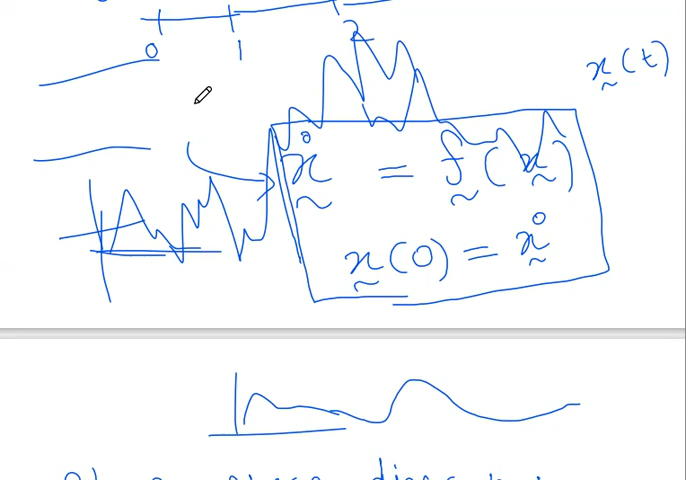 0 1 2
x(t)
ẋ = f(x)
x(0) = x⁰